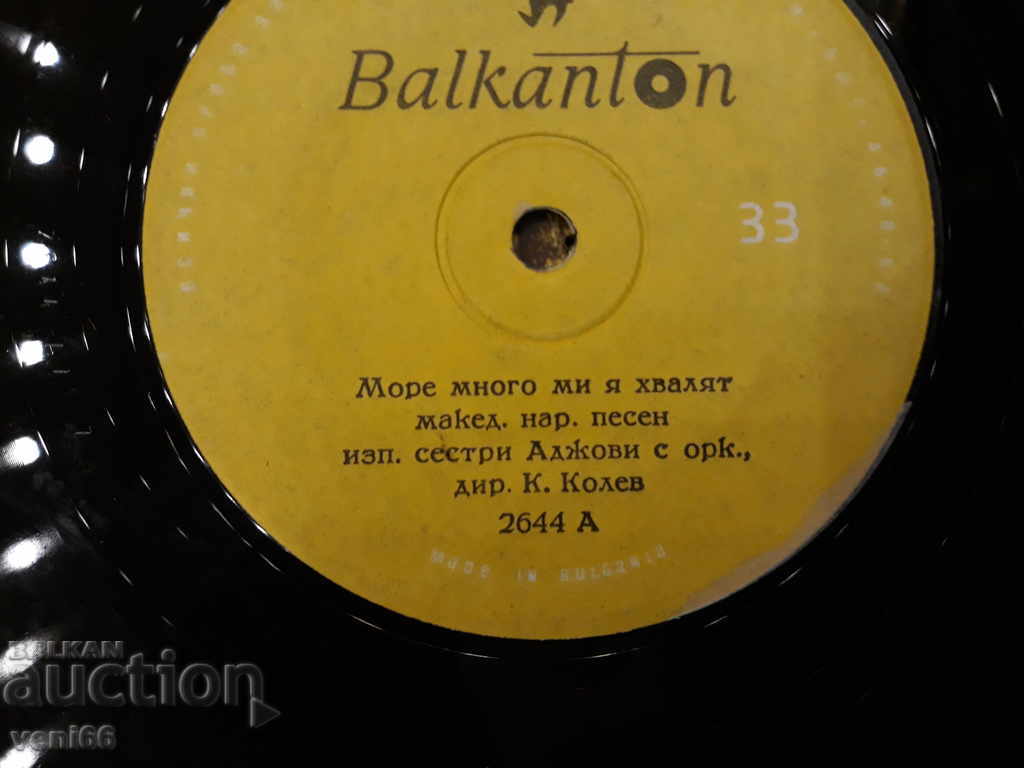 Balkanton
33
Море много ми я хвалят
макед. нар. песен
изп. сестри Аджови с орк.,
дир. К. Колев
2644 А
MADE IN BULGARIA
BALKAN
auction
veni66